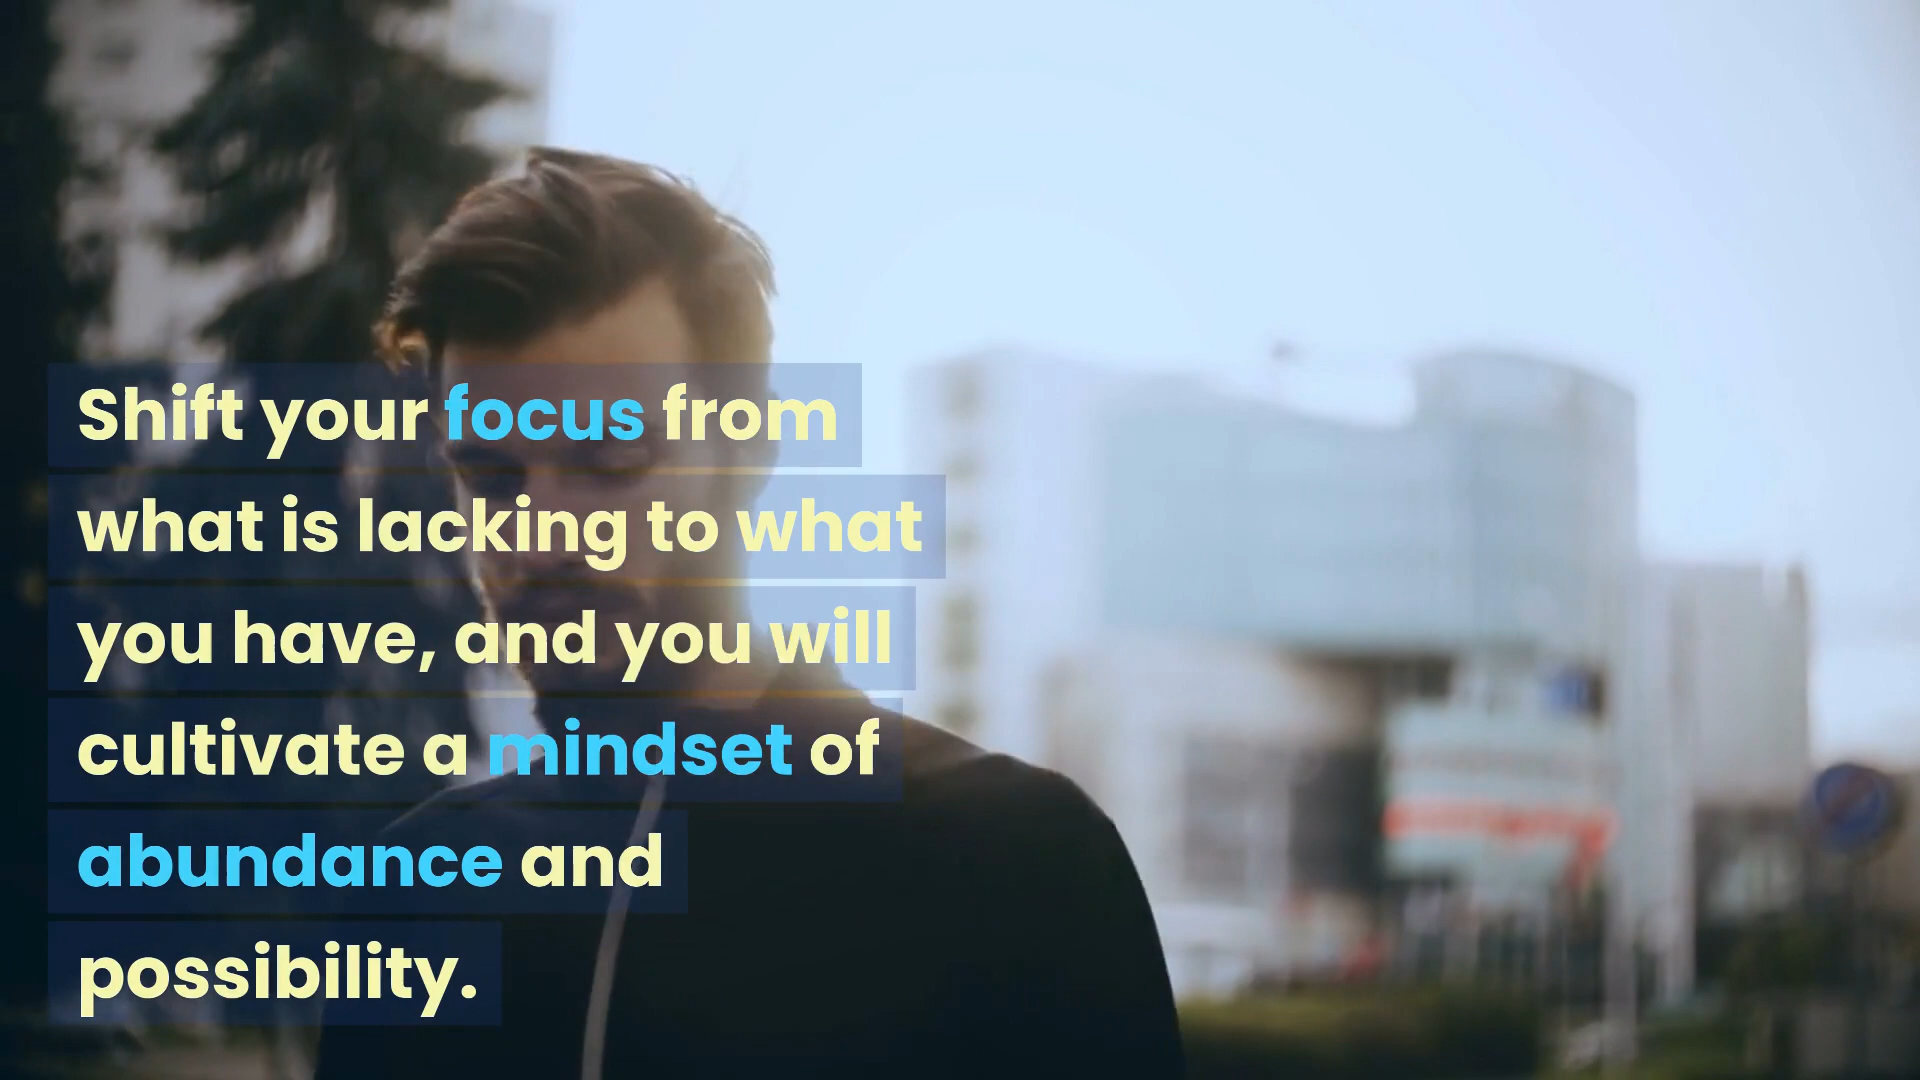 Shift your focus from
what is lacking to what
you have, and you will
cultivate a mindset of
abundance and
possibility.